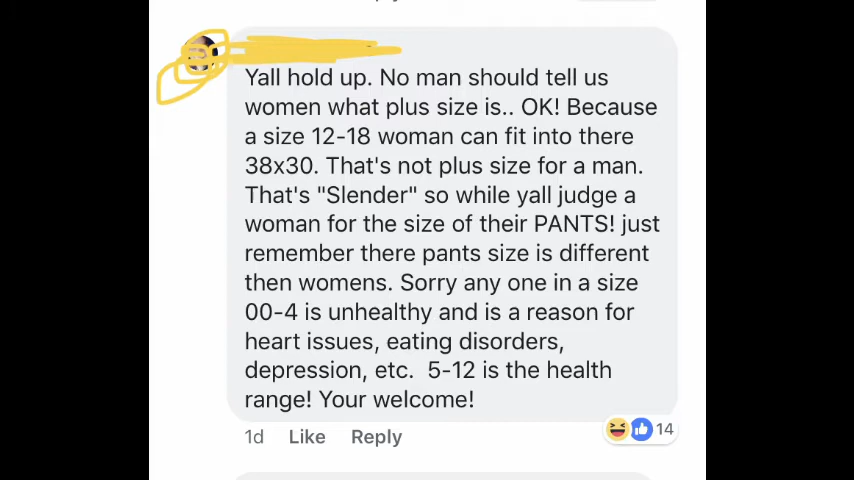 Yall hold up. No man should tell us
women what plus size is.. OK! Because
a size 12-18 woman can fit into there
38x30. That's not plus size for a man.
That's "Slender" so while yall judge a
woman for the size of their PANTS! just
remember there pants size is different
then womens. Sorry any one in a size
00-4 is unhealthy and is a reason for
heart issues, eating disorders,
depression, etc.  5-12 is the health
range! Your welcome!
1d Like Reply 14